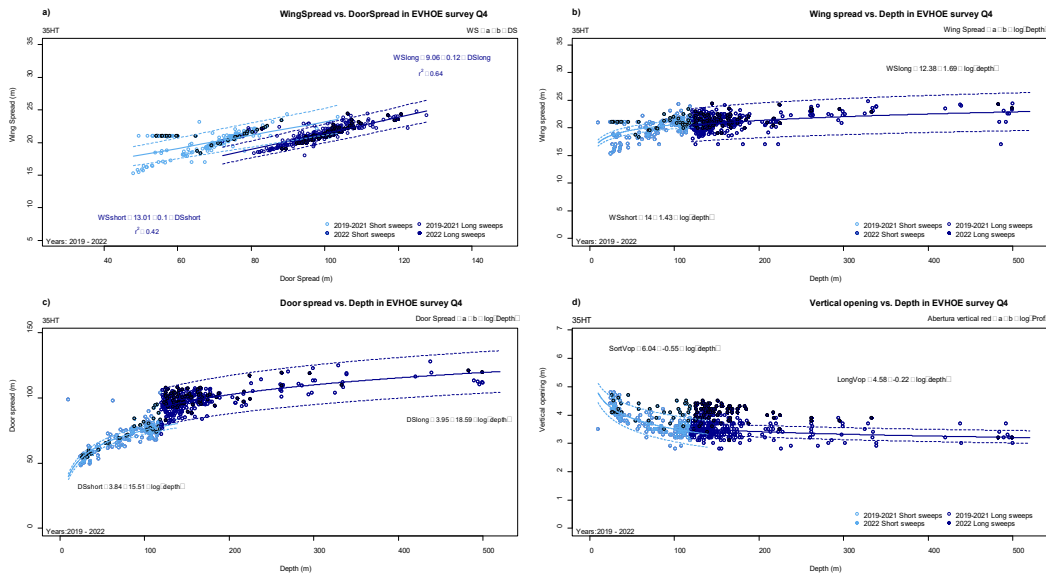 a)
WingSpread vs. DoorSpread in EVHOE survey Q4
35HT
WS □ a □ b □ DS
WSlong □ 9.06 □ 0.12 □ DSlong
r² □ 0.64
WSshort □ 13.01 □ 0.1 □ DSshort
r² □ 0.42
2019-2021 Short sweeps
2019-2021 Long sweeps
2022 Short sweeps
2022 Long sweeps
Years: 2019 - 2022
Wing Spread (m)
5 10 15 20 25 30 35
40 60 80 100 120 140
Door Spread (m)
b)
Wing spread vs. Depth in EVHOE survey Q4
35HT
Wing Spread □ a □ b □ log□Depth□
WSlong □ 12.38 □ 1.69 □ log□depth□
WSshort □ 14 □ 1.43 □ log□depth□
2019-2021 Short sweeps
2019-2021 Long sweeps
2022 Short sweeps
2022 Long sweeps
Years: 2019 - 2022
Wing spread (m)
0 5 10 15 20 25 30 35
0 100 200 300 400 500
Depth (m)
c)
Door spread vs. Depth in EVHOE survey Q4
35HT
Door Spread □ a □ b □ log□Depth□
DSlong □ 3.95 □ 18.59 □ log□depth□
DSshort □ 3.84 □ 15.51 □ log□depth□
Years:2019 - 2022
Door spread (m)
0 50 100 150
0 100 200 300 400 500
Depth (m)
d)
Vertical opening vs. Depth in EVHOE survey Q4
35HT
Abertura vertical red □ a □ b □ log□Prof
SortVop □ 6.04 □ -0.55 □ log□depth□
LongVop □ 4.58 □ -0.22 □ log□depth□
2019-2021 Short sweeps
2019-2021 Long sweeps
2022 Short sweeps
2022 Long sweeps
Years:2019 - 2022
Vertical opening (m)
0 1 2 3 4 5 6 7
0 100 200 300 400 500
Depth (m)